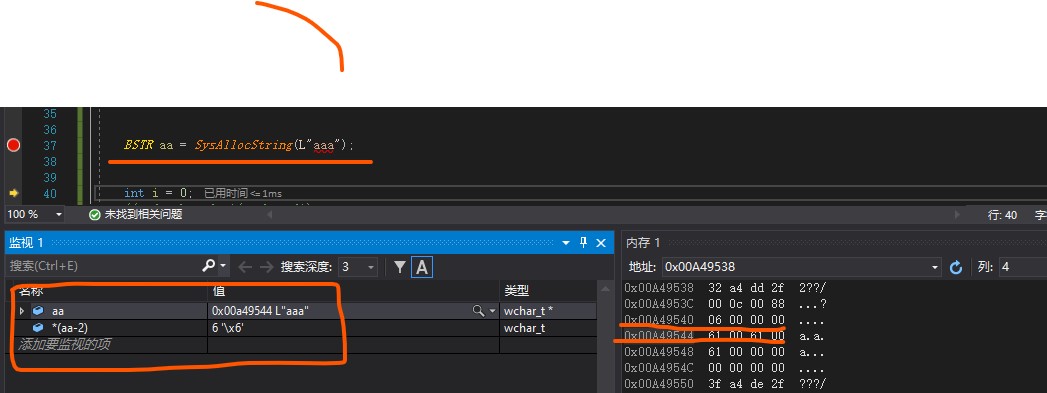 35
36
37 BSTR aa = SysAllocString(L"aaa");
38
39
40 int i = 0; 已用时间<=1ms
100 % 未找到相关问题 行: 40 字
监视 1
搜索(Ctrl+E) 搜索深度: 3 A
名称 值 类型
aa 0x00a49544 L"aaa" wchar_t *
*(aa-2) 6 '\x6' wchar_t
添加要监视的项
内存 1
地址: 0x00A49538 列: 4
0x00A49538 32 a4 dd 2f 2??/
0x00A4953C 00 0c 00 88 ...?
0x00A49540 06 00 00 00 ....
0x00A49544 61 00 61 00 a.a.
0x00A49548 61 00 00 00 a...
0x00A4954C 00 00 00 00 ....
0x00A49550 3f a4 de 2f ???/